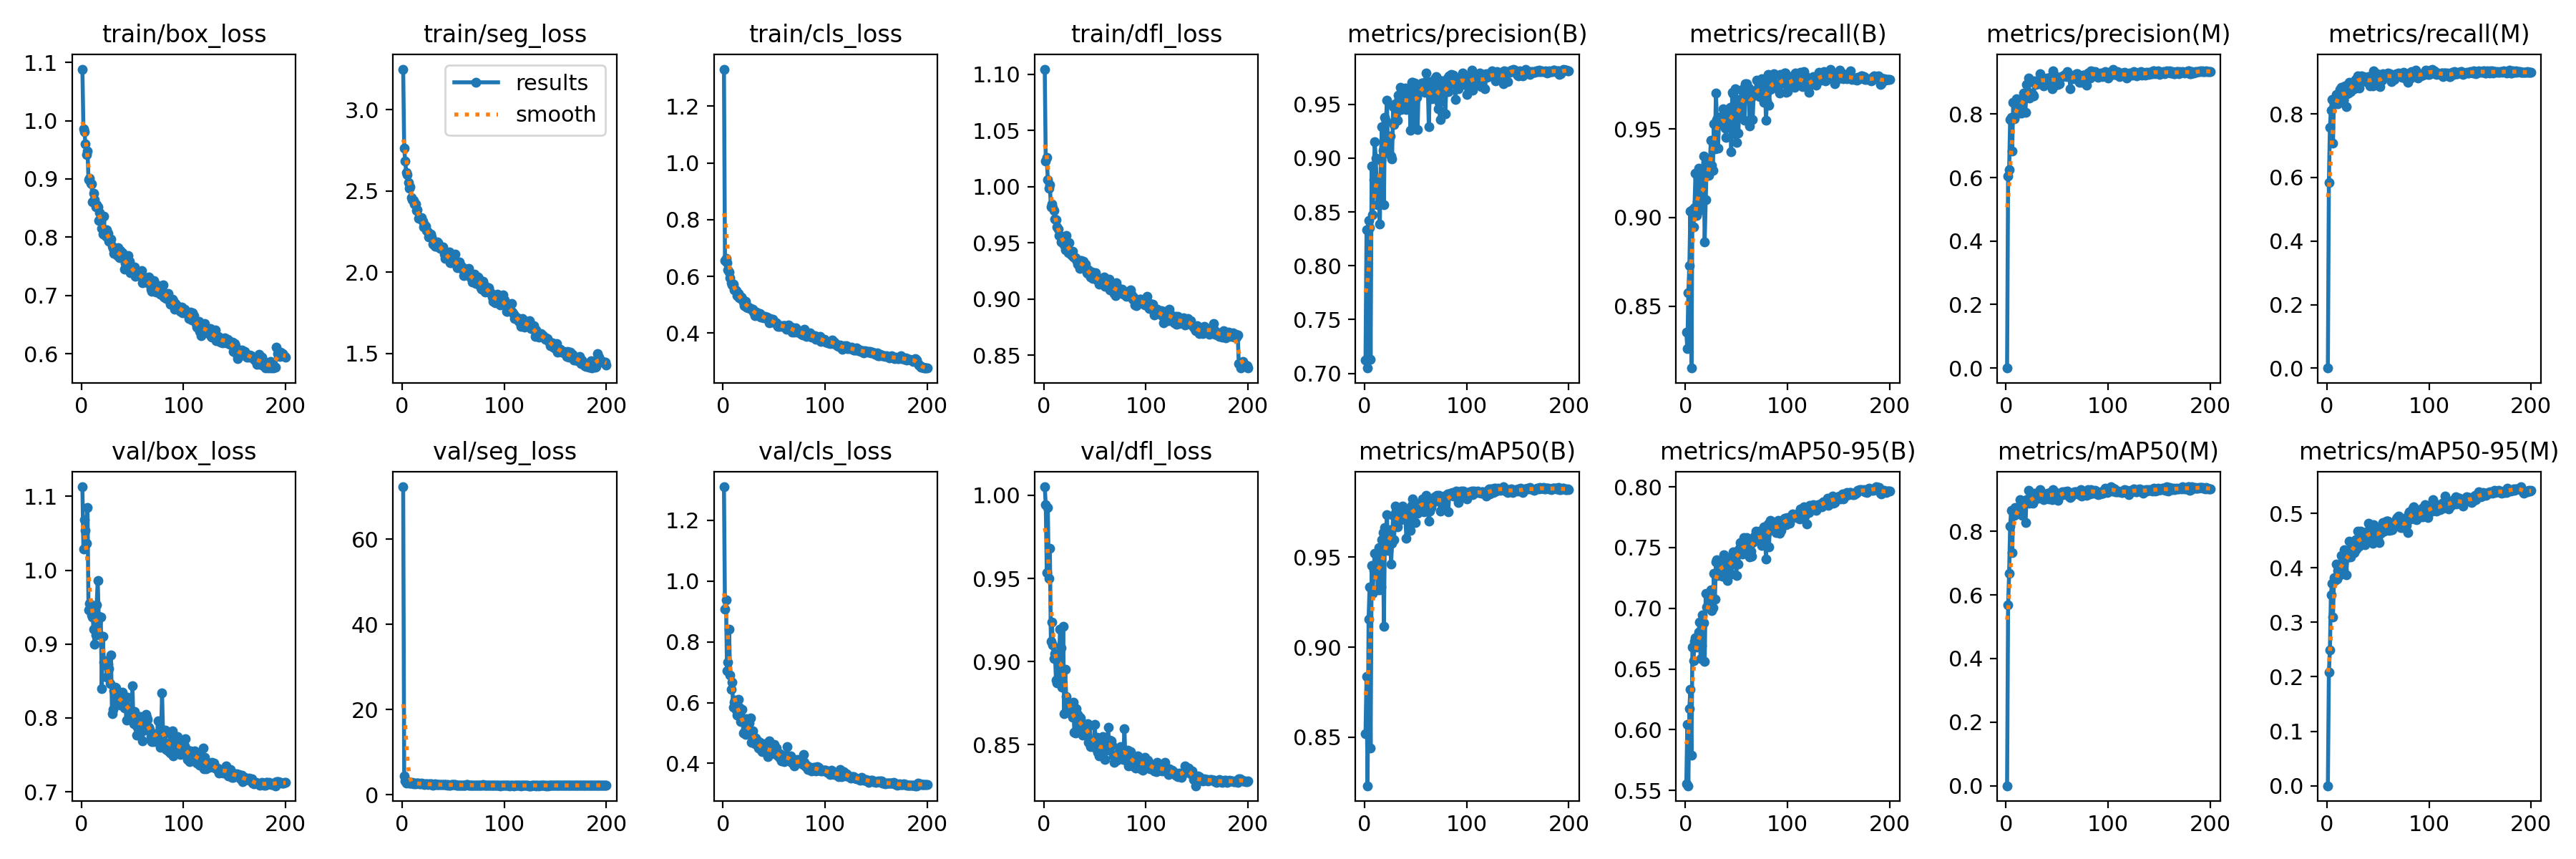 train/box_loss
1.1
1.0
0.9
0.8
0.7
0.6
0 100 200
train/seg_loss
results
smooth
3.0
2.5
2.0
1.5
0 100 200
train/cls_loss
1.2
1.0
0.8
0.6
0.4
0 100 200
train/dfl_loss
1.10
1.05
1.00
0.95
0.90
0.85
0 100 200
metrics/precision(B)
0.95
0.90
0.85
0.80
0.75
0.70
0 100 200
metrics/recall(B)
0.95
0.90
0.85
0 100 200
metrics/precision(M)
0.8
0.6
0.4
0.2
0.0
0 100 200
metrics/recall(M)
0.8
0.6
0.4
0.2
0.0
0 100 200
val/box_loss
1.1
1.0
0.9
0.8
0.7
0 100 200
val/seg_loss
60
40
20
0
0 100 200
val/cls_loss
1.2
1.0
0.8
0.6
0.4
0 100 200
val/dfl_loss
1.00
0.95
0.90
0.85
0 100 200
metrics/mAP50(B)
0.95
0.90
0.85
0 100 200
metrics/mAP50-95(B)
0.80
0.75
0.70
0.65
0.60
0.55
0 100 200
metrics/mAP50(M)
0.8
0.6
0.4
0.2
0.0
0 100 200
metrics/mAP50-95(M)
0.5
0.4
0.3
0.2
0.1
0.0
0 100 200